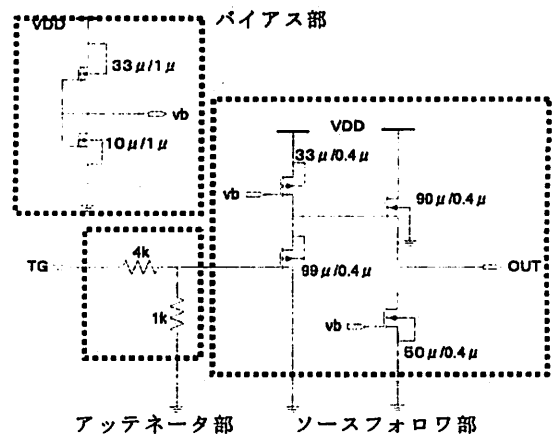 バイアス部
VDD
33μ/1μ
vb
10μ/1μ
VDD
33μ/0.4μ
vb
90μ/0.4μ
TG
4k
99μ/0.4μ
OUT
1k
vb
60μ/0.4μ
アッテネータ部
ソースフォロワ部